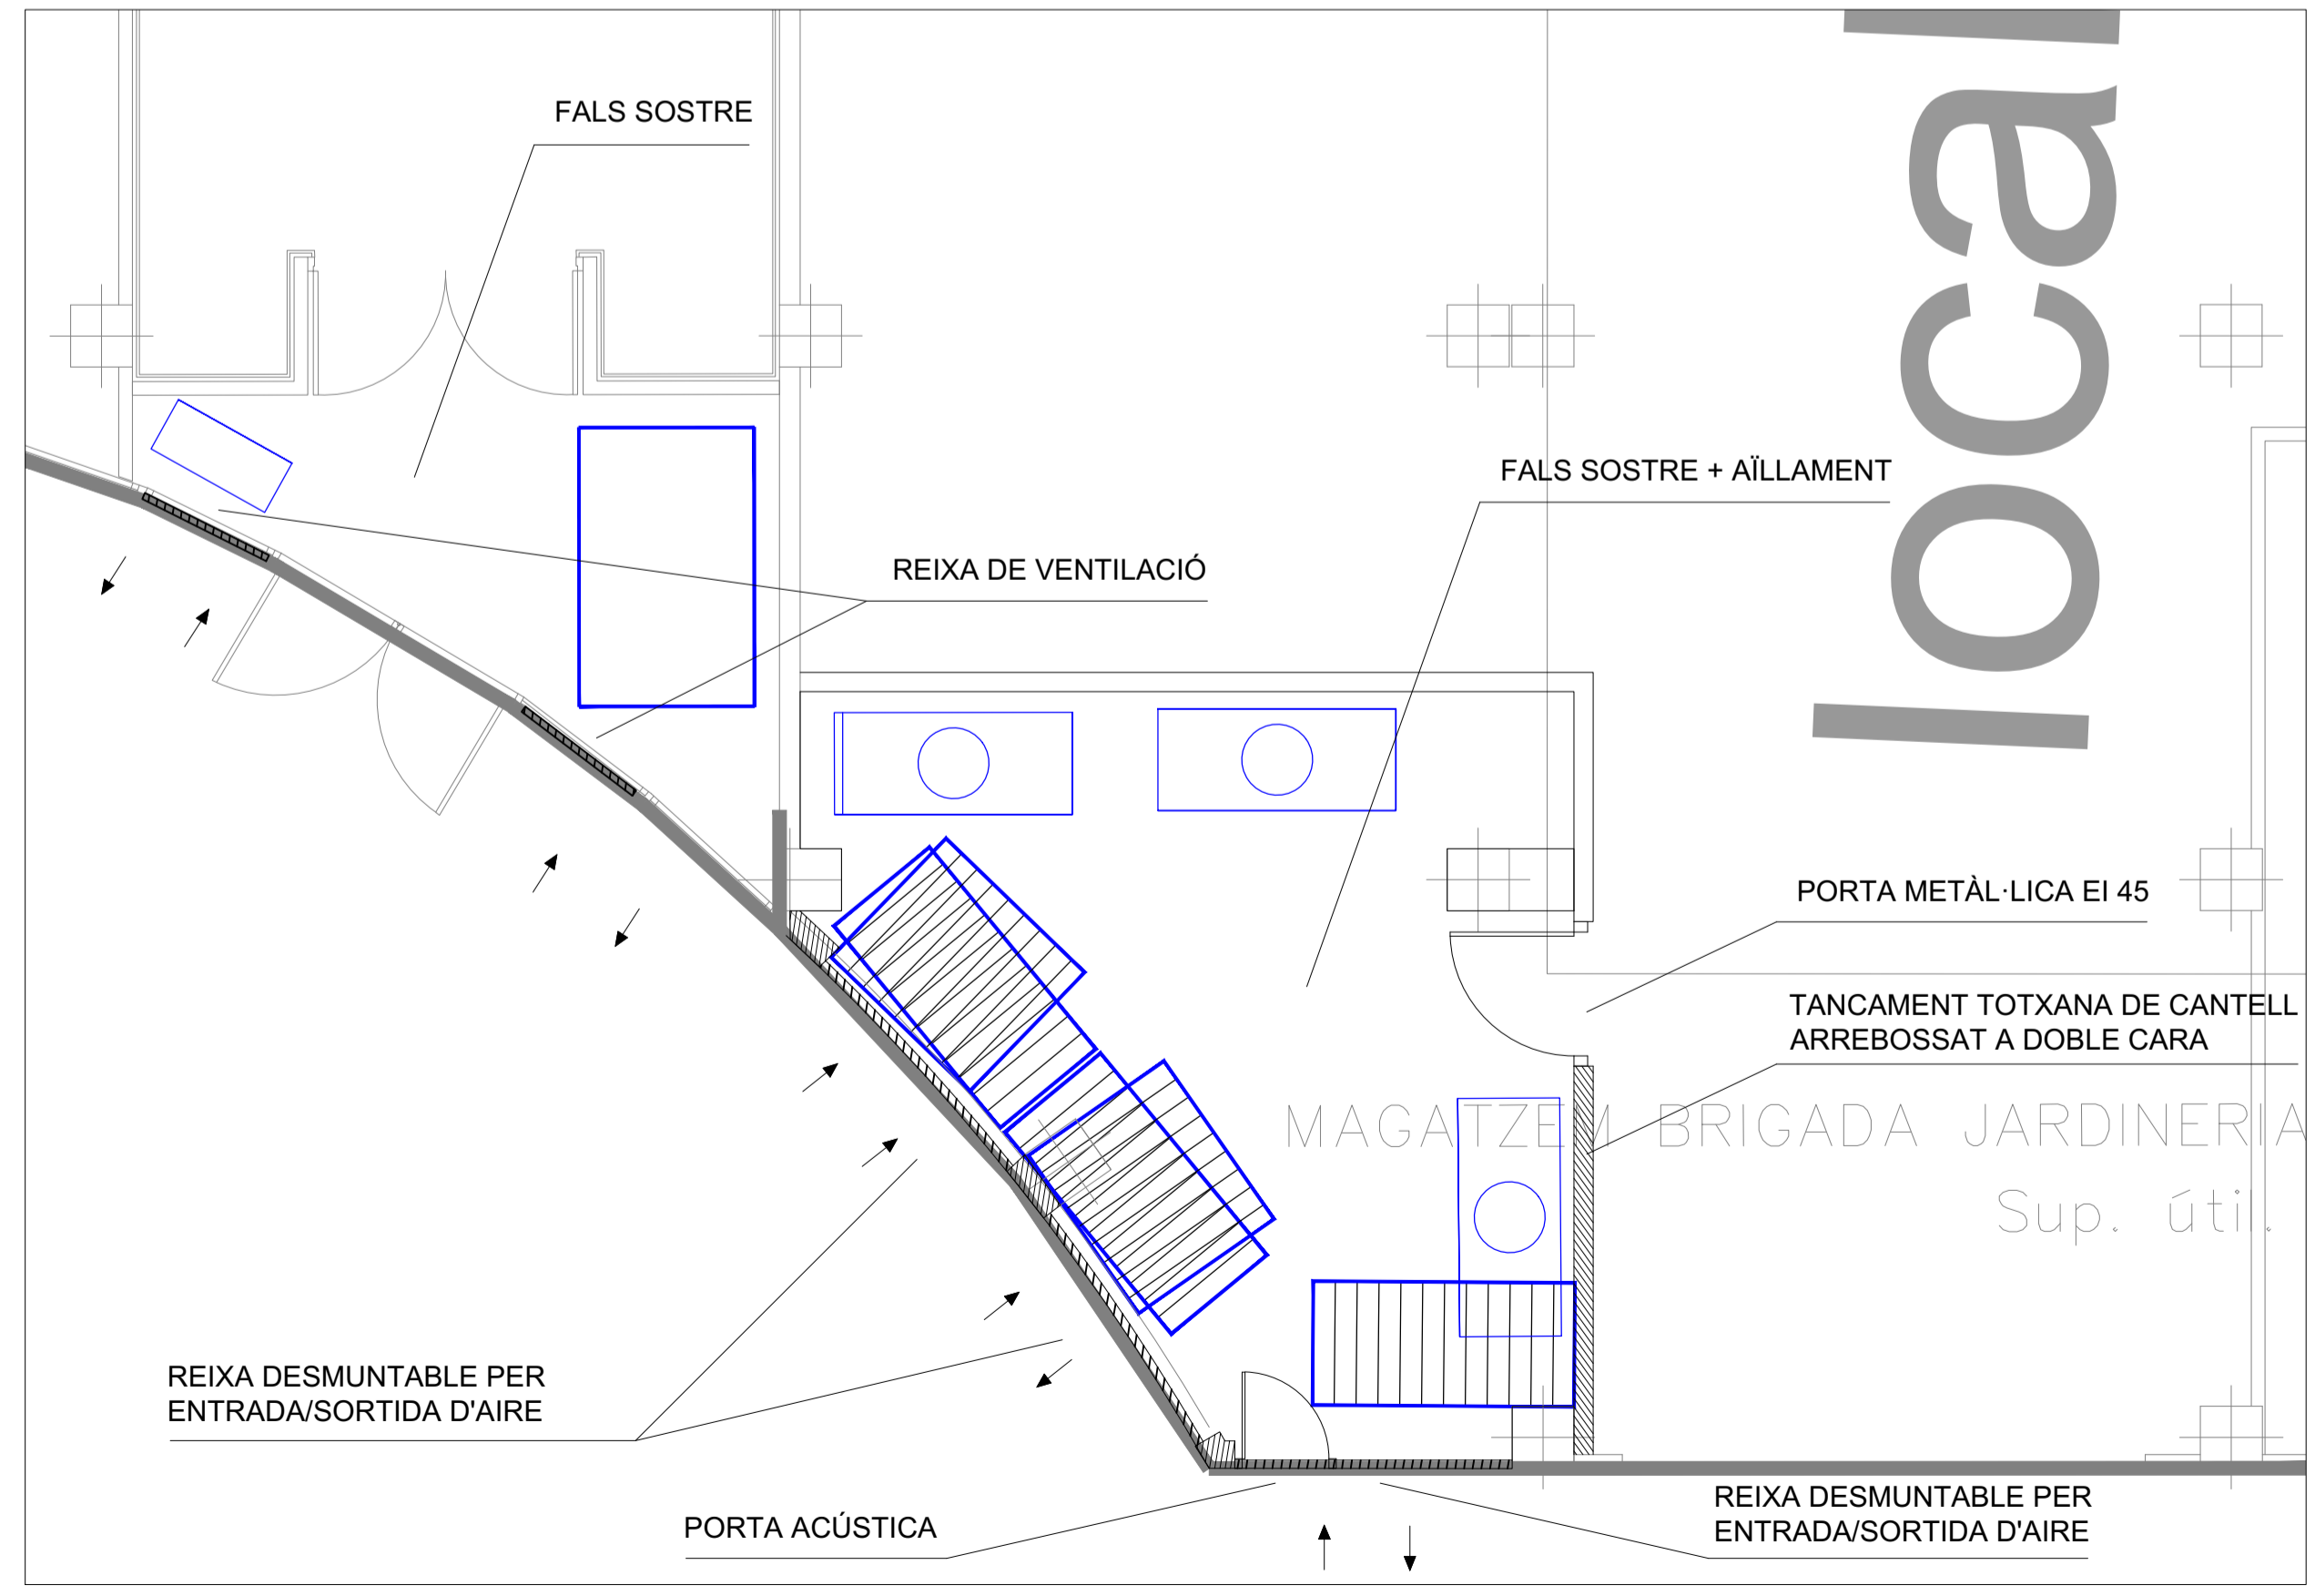 FALS SOSTRE
local
FALS SOSTRE + AÏLLAMENT
REIXA DE VENTILACIÓ
PORTA METÀL·LICA EI 45
TANCAMENT TOTXANA DE CANTELL
ARREBOSSAT A DOBLE CARA
MAGATZEM BRIGADA JARDINERIA
Sup. útil.
REIXA DESMUNTABLE PER
ENTRADA/SORTIDA D'AIRE
PORTA ACÚSTICA
REIXA DESMUNTABLE PER
ENTRADA/SORTIDA D'AIRE